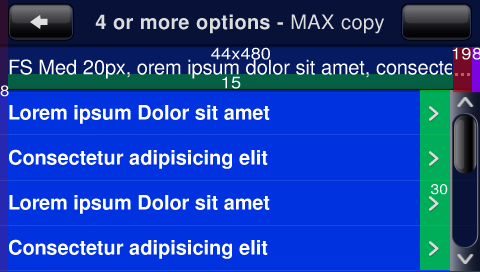 4 or more options - MAX copy
44x480
198
FS Med 20px, orem ipsum dolor sit amet, consecte...
15
8
Lorem ipsum Dolor sit amet
Consectetur adipisicing elit
30
Lorem ipsum Dolor sit amet
Consectetur adipisicing elit